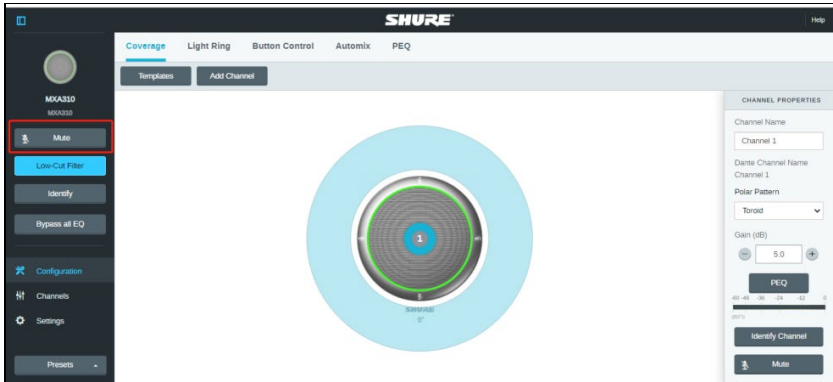 SHURE
Help
Coverage Light Ring Button Control Automix PEQ
Templates Add Channel
MXA310
MXA310
Mute
Low-Cut Filter
Identify
Bypass all EQ
Configuration
Channels
Settings
Presets
1
SHURE
0°
CHANNEL PROPERTIES
Channel Name
Channel 1
Dante Channel Name
Channel 1
Polar Pattern
Toroid
Gain (dB)
5.0
PEQ
-60 -48 -36 -24 -12 0
dBFS
Identify Channel
Mute